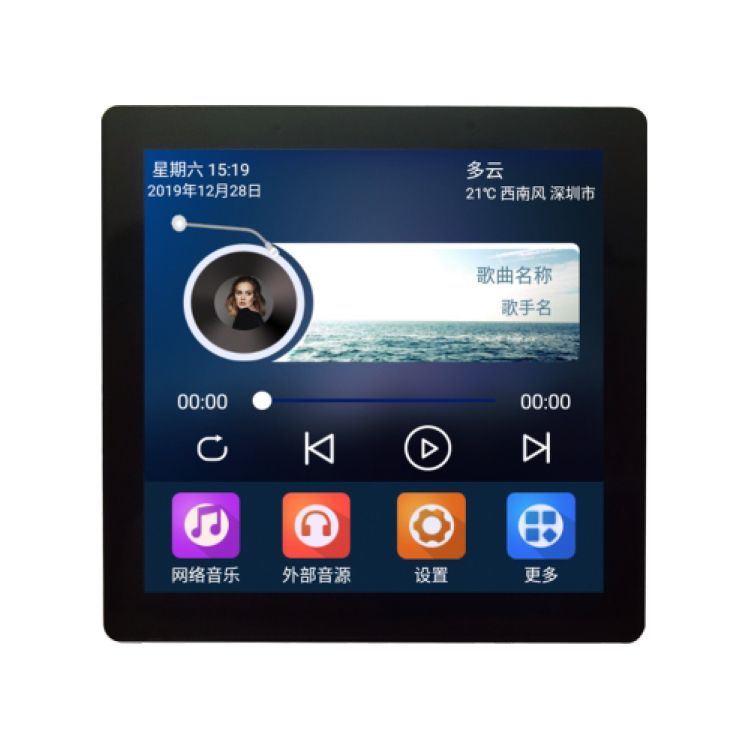 星期六 15:19
2019年12月28日
多云
21℃ 西南风 深圳市
歌曲名称
歌手名
00:00
00:00
网络音乐
外部音源
设置
更多